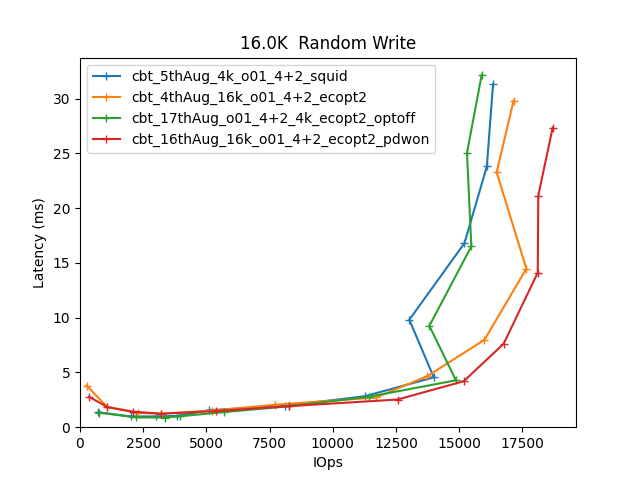 16.0K  Random Write
cbt_5thAug_4k_o01_4+2_squid
cbt_4thAug_16k_o01_4+2_ecopt2
cbt_17thAug_o01_4+2_4k_ecopt2_optoff
cbt_16thAug_16k_o01_4+2_ecopt2_pdwon
Latency (ms)
30
25
20
15
10
5
0
0 2500 5000 7500 10000 12500 15000 17500
IOps